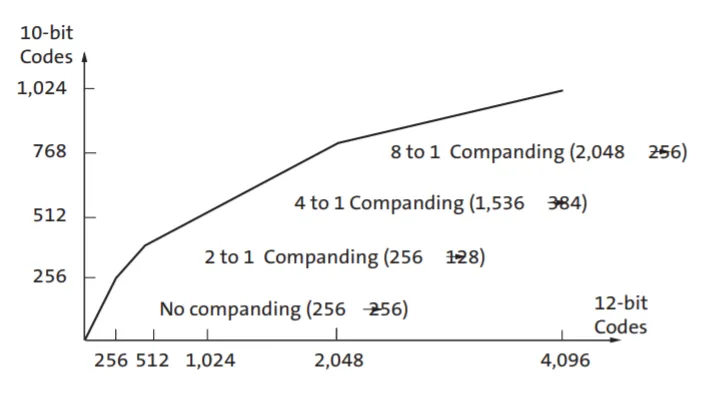 10-bit
Codes
1,024
8 to 1 Companding (2,048 → 256)
768
4 to 1 Companding (1,536 → 384)
512
2 to 1 Companding (256 → 128)
256
No companding (256 → 256)
12-bit
Codes
256 512 1,024 2,048 4,096